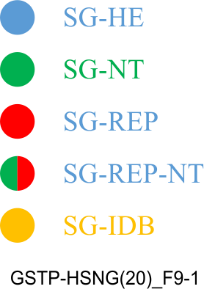 SG-HE
SG-NT
SG-REP
SG-REP-NT
SG-IDB
GSTP-HSNG(20)_F9-1